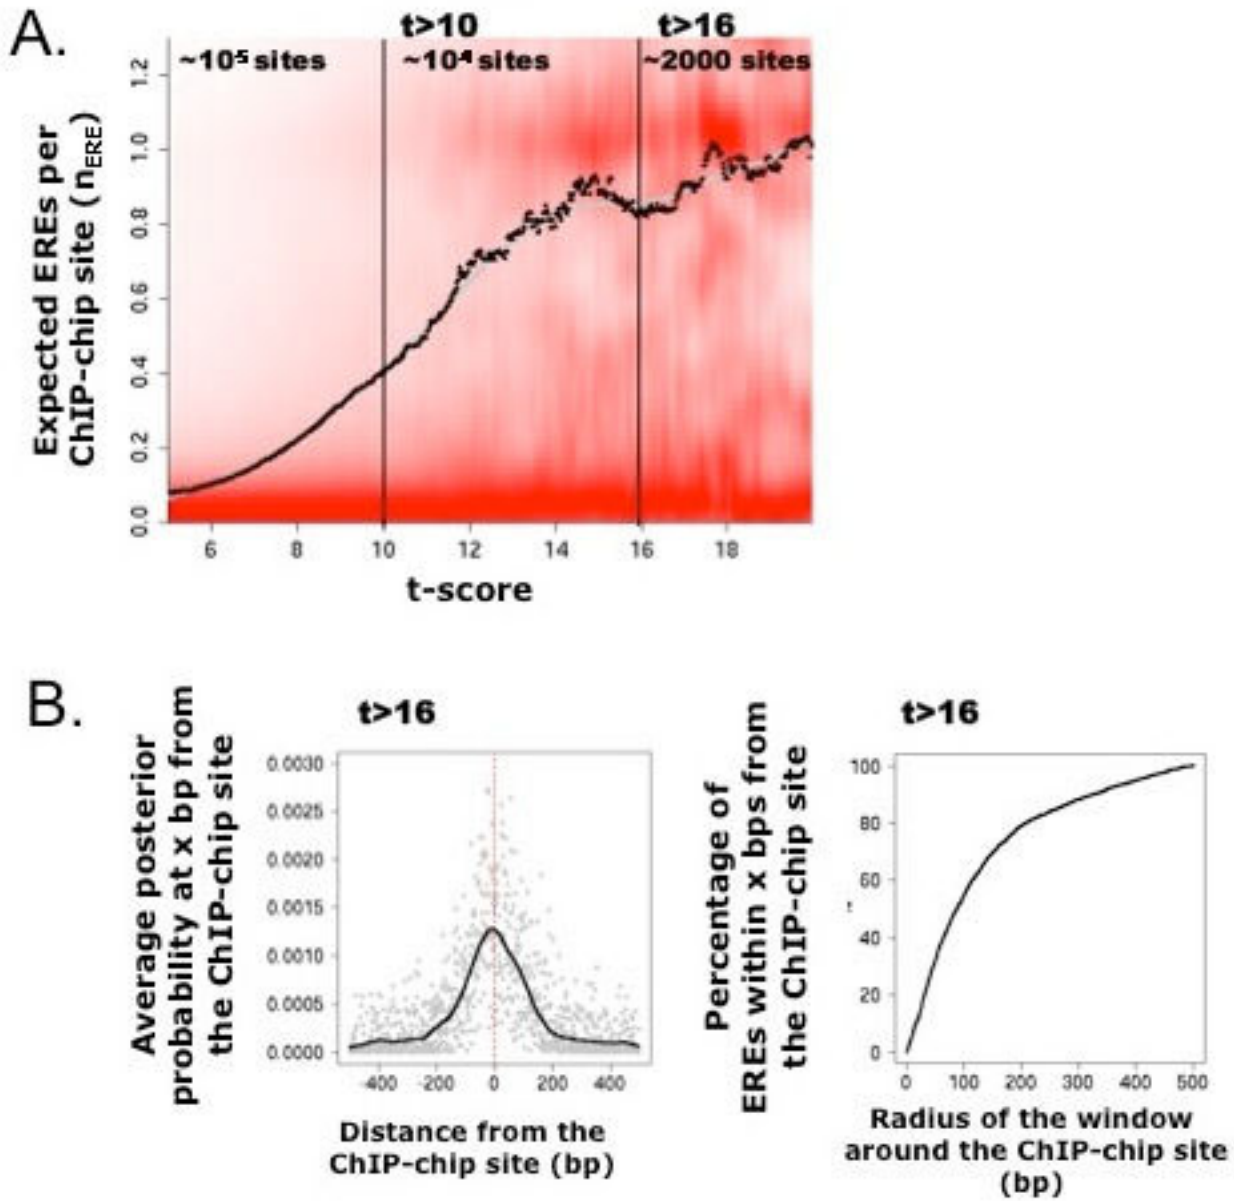 A.
t>10
t>16
~10⁻⁵ sites
~10⁻⁴ sites
~2000 sites
Expected EREs per
ChIP-chip site (n_ERE)
1.2
1.0
0.8
0.6
0.4
0.2
0.0
6
8
10
12
14
16
18
t-score
B.
t>16
Average posterior
probability at x bp from
the ChIP-chip site
0.0030
0.0025
0.0020
0.0015
0.0010
0.0005
0.0000
-400
-200
0
200
400
Distance from the
ChIP-chip site (bp)
t>16
Percentage of
EREs within x bps from
the ChIP-chip site
100
80
60
40
20
0
0
100
200
300
400
500
Radius of the window
around the ChIP-chip site
(bp)